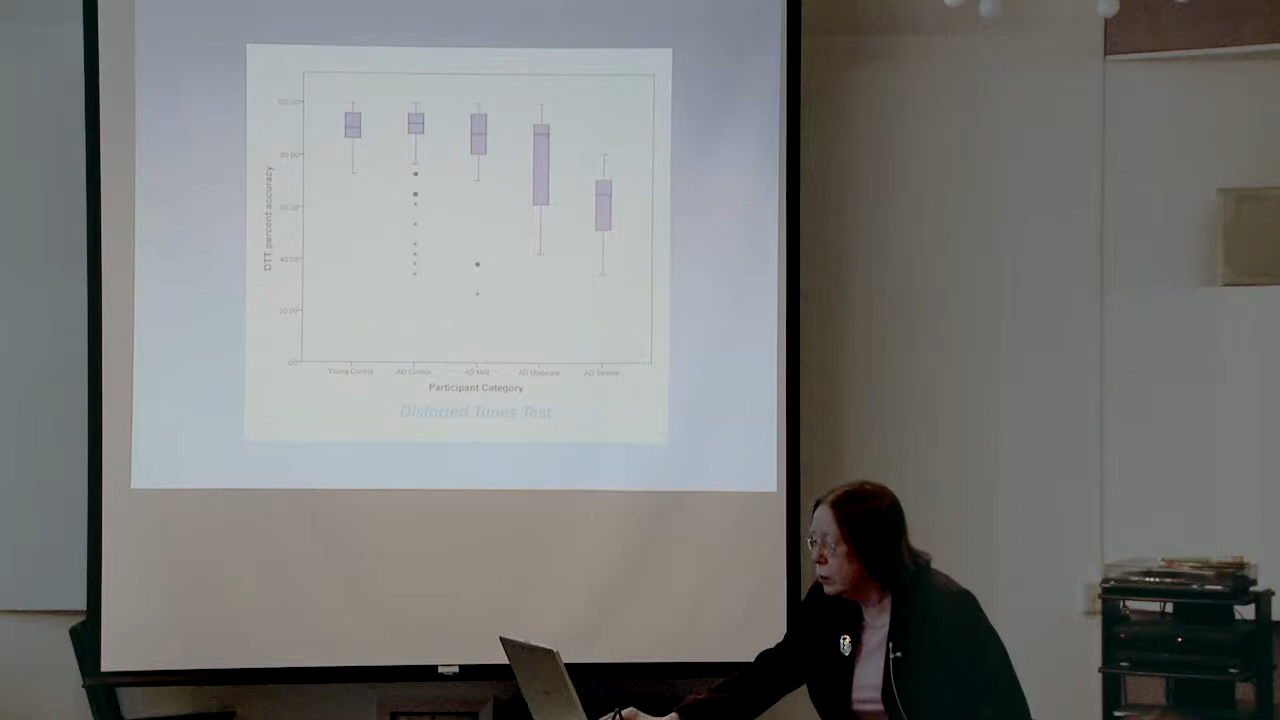 100.00
80.00
60.00
40.00
20.00
.00
DTT percent accuracy
Young Control
AD Control
AD Mild
AD Moderate
AD Severe
Participant Category
Distorted Tunes Test